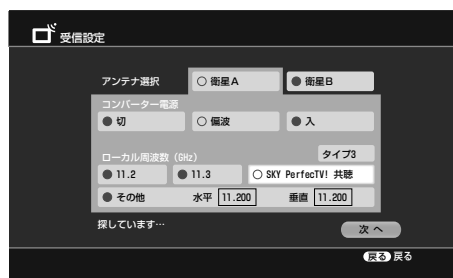 受信設定
アンテナ選択 ○ 衛星A ● 衛星B
コンバーター電源
● 切 ○ 偏波 ● 入
ローカル周波数 (GHz) タイプ3
● 11.2 ● 11.3 ○ SKY PerfecTV! 共聴
● その他 水平 11.200 垂直 11.200
探しています…
次へ
戻る 戻る